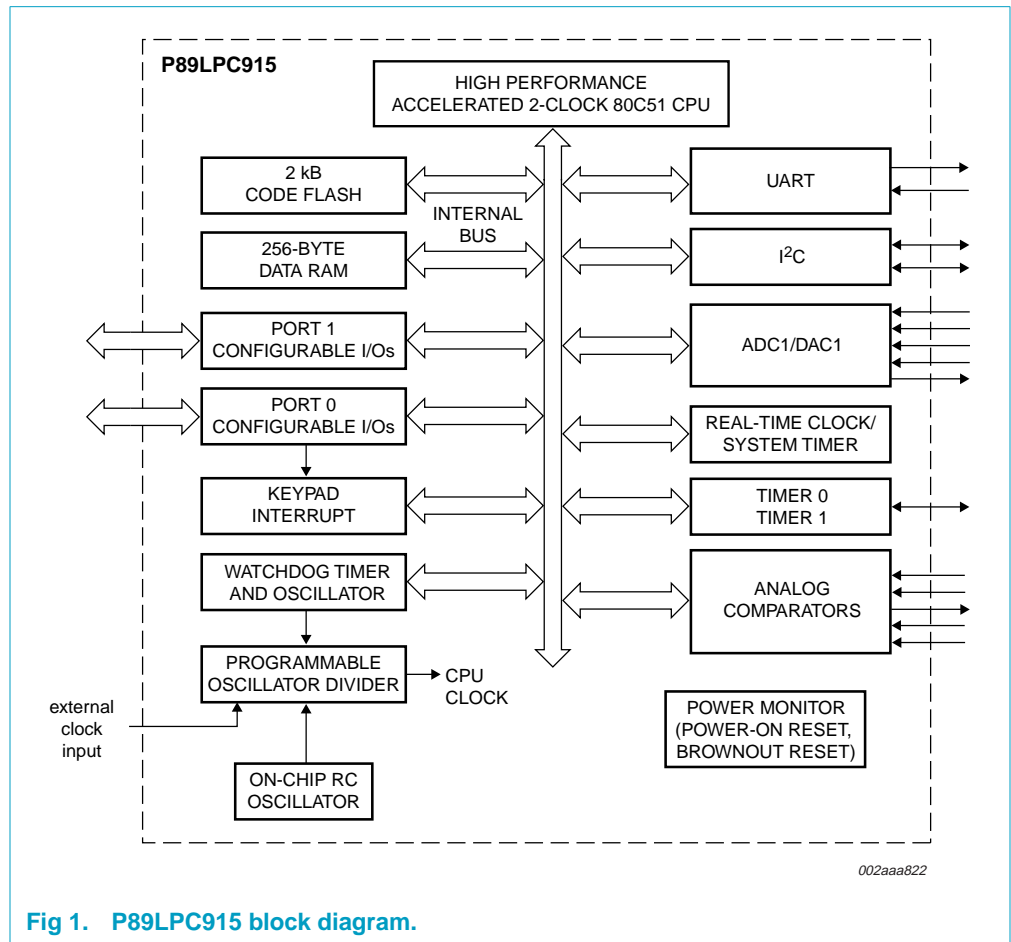 P89LPC915
HIGH PERFORMANCE
ACCELERATED 2-CLOCK 80C51 CPU
2 kB
CODE FLASH
INTERNAL
BUS
256-BYTE
DATA RAM
PORT 1
CONFIGURABLE I/Os
PORT 0
CONFIGURABLE I/Os
KEYPAD
INTERRUPT
WATCHDOG TIMER
AND OSCILLATOR
PROGRAMMABLE
OSCILLATOR DIVIDER
CPU
CLOCK
external
clock
input
ON-CHIP RC
OSCILLATOR
UART
I²C
ADC1/DAC1
REAL-TIME CLOCK/
SYSTEM TIMER
TIMER 0
TIMER 1
ANALOG
COMPARATORS
POWER MONITOR
(POWER-ON RESET,
BROWNOUT RESET)
002aaa822
Fig 1. P89LPC915 block diagram.